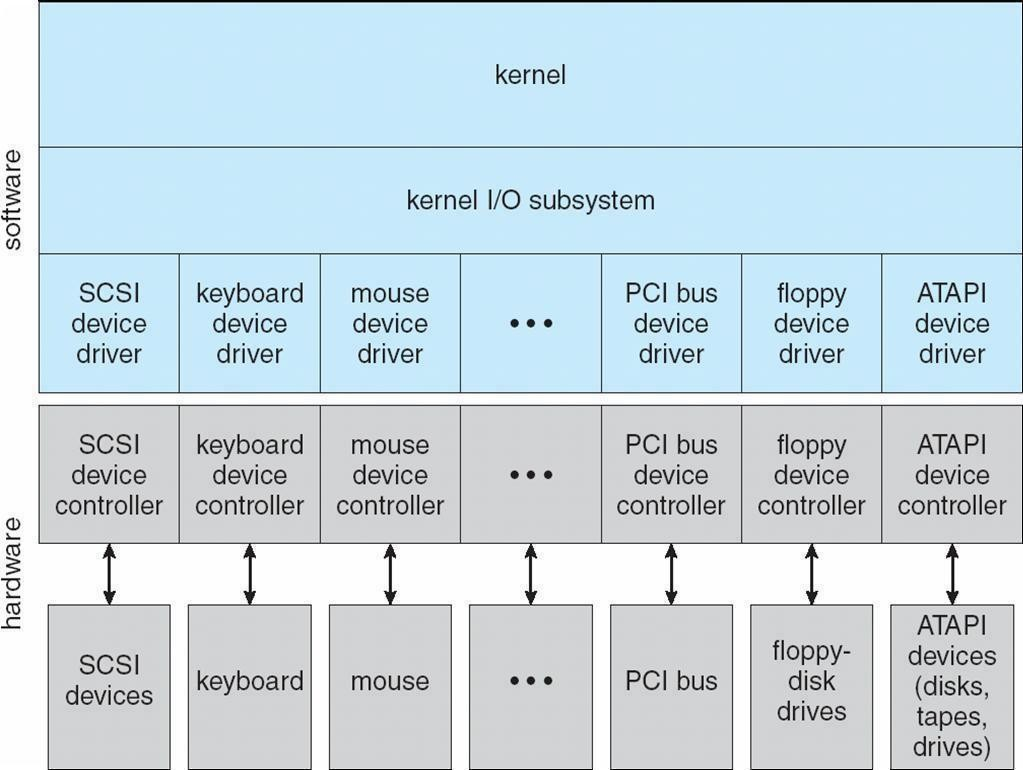 kernel
software
kernel I/O subsystem
SCSI
device
driver
keyboard
device
driver
mouse
device
driver
•••
PCI bus
device
driver
floppy
device
driver
ATAPI
device
driver
hardware
SCSI
device
controller
keyboard
device
controller
mouse
device
controller
•••
PCI bus
device
controller
floppy
device
controller
ATAPI
device
controller
SCSI
devices
keyboard
mouse
•••
PCI bus
floppy-
disk
drives
ATAPI
devices
(disks,
tapes,
drives)